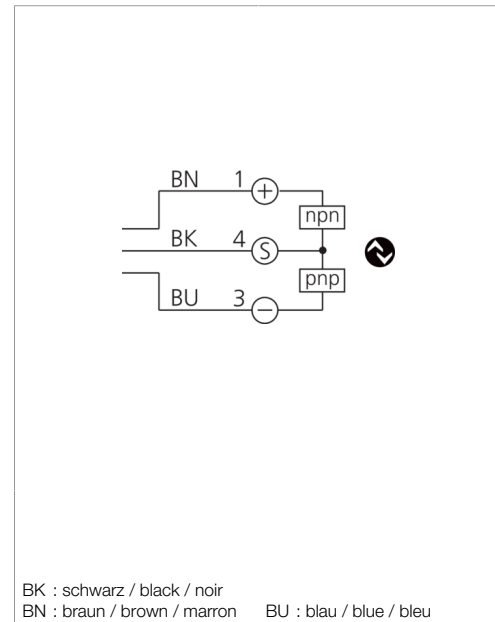 BN 1 +
npn
BK 4 S
pnp
BU 3 −
BK : schwarz / black / noir
BN : braun / brown / marron BU : blau / blue / bleu